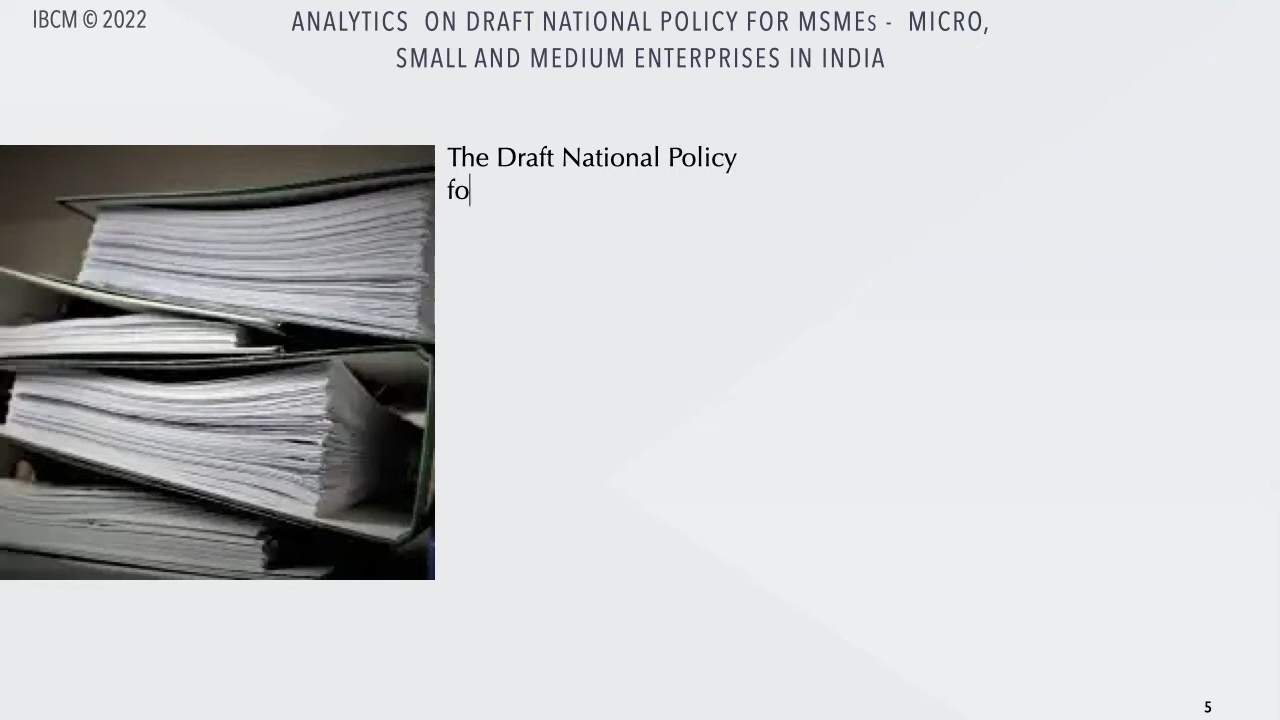 IBCM © 2022
ANALYTICS ON DRAFT NATIONAL POLICY FOR MSMEs - MICRO,
SMALL AND MEDIUM ENTERPRISES IN INDIA
The Draft National Policy
fo
5